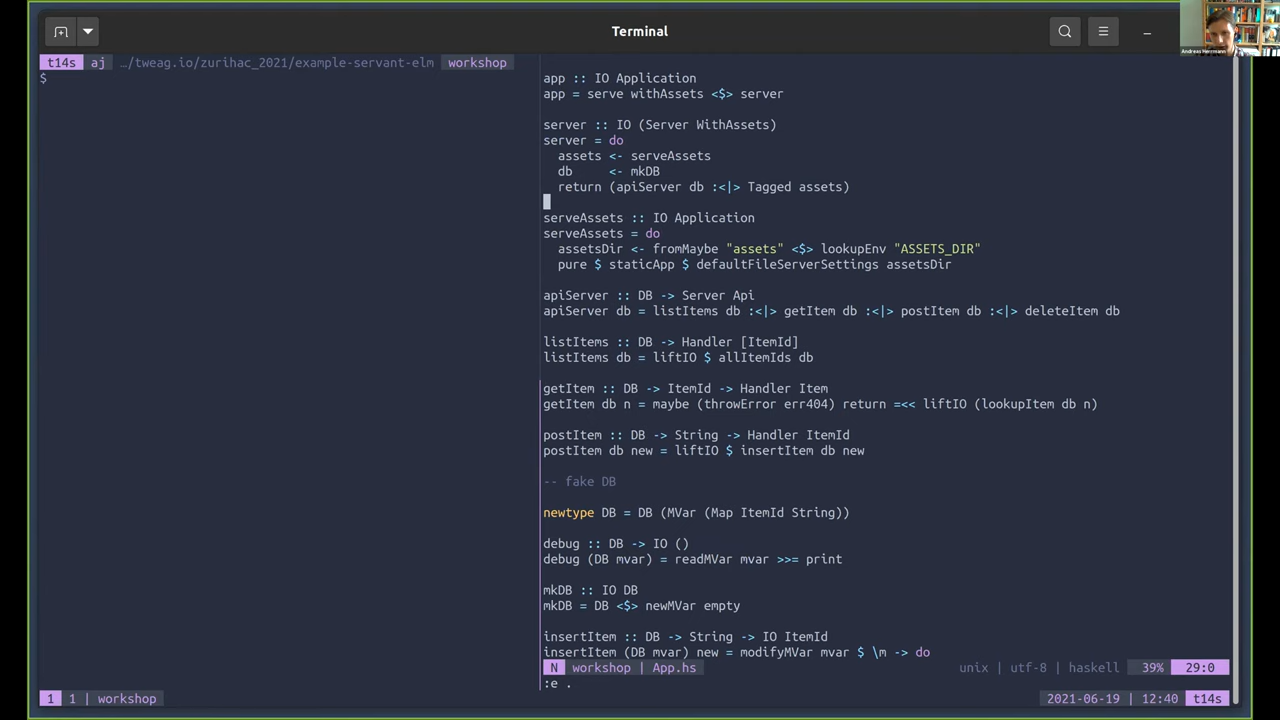 Terminal
Andreas Herrmann
t14s aj …/tweag.io/zurihac_2021/example-servant-elm workshop
$
app :: IO Application
app = serve withAssets <$> server
server :: IO (Server WithAssets)
server = do
  assets <- serveAssets
  db     <- mkDB
  return (apiServer db :<|> Tagged assets)
serveAssets :: IO Application
serveAssets = do
  assetsDir <- fromMaybe "assets" <$> lookupEnv "ASSETS_DIR"
  pure $ staticApp $ defaultFileServerSettings assetsDir
apiServer :: DB -> Server Api
apiServer db = listItems db :<|> getItem db :<|> postItem db :<|> deleteItem db
listItems :: DB -> Handler [ItemId]
listItems db = liftIO $ allItemIds db
getItem :: DB -> ItemId -> Handler Item
getItem db n = maybe (throwError err404) return =<< liftIO (lookupItem db n)
postItem :: DB -> String -> Handler ItemId
postItem db new = liftIO $ insertItem db new
-- fake DB
newtype DB = DB (MVar (Map ItemId String))
debug :: DB -> IO ()
debug (DB mvar) = readMVar mvar >>= print
mkDB :: IO DB
mkDB = DB <$> newMVar empty
insertItem :: DB -> String -> IO ItemId
insertItem (DB mvar) new = modifyMVar mvar $ \m -> do
N workshop | App.hs unix | utf-8 | haskell 39% 29:0
:e .
1 1 | workshop 2021-06-19 | 12:40 t14s